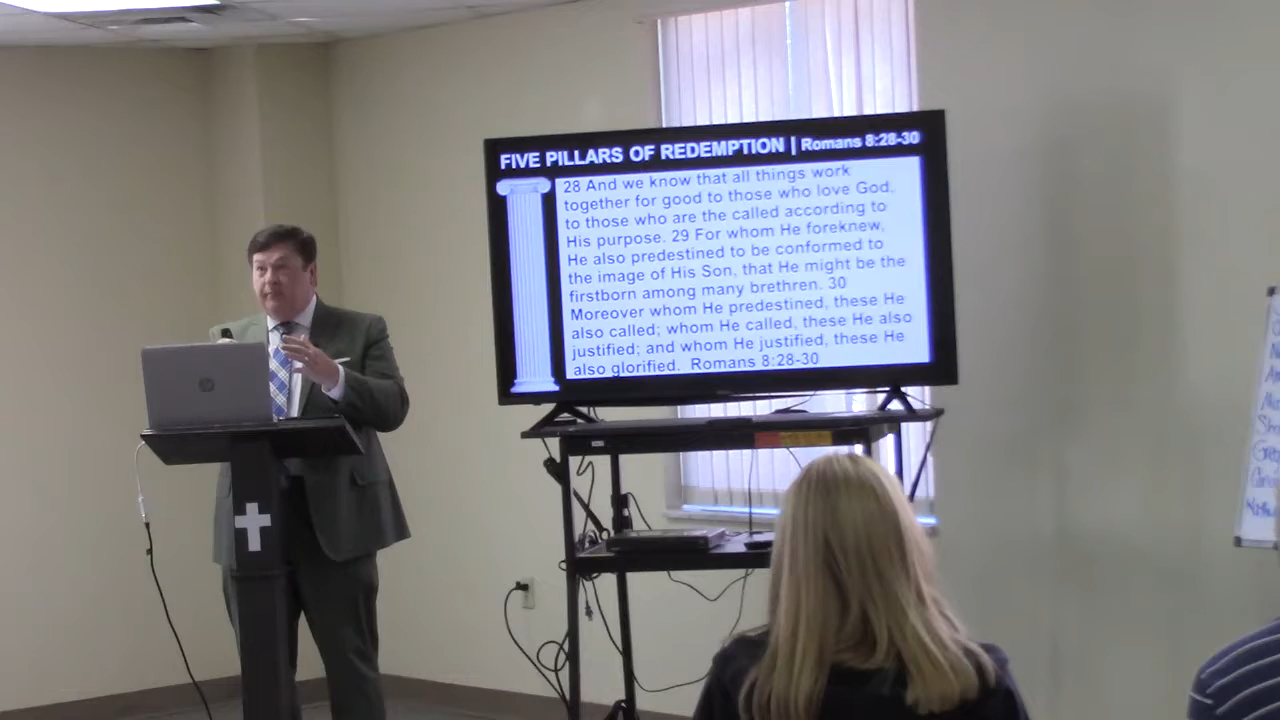 FIVE PILLARS OF REDEMPTION | Romans 8:28-30
28 And we know that all things work
together for good to those who love God,
to those who are the called according to
His purpose. 29 For whom He foreknew,
He also predestined to be conformed to
the image of His Son, that He might be the
firstborn among many brethren. 30
Moreover whom He predestined, these He
also called; whom He called, these He also
justified; and whom He justified, these He
also glorified. Romans 8:28-30
hp